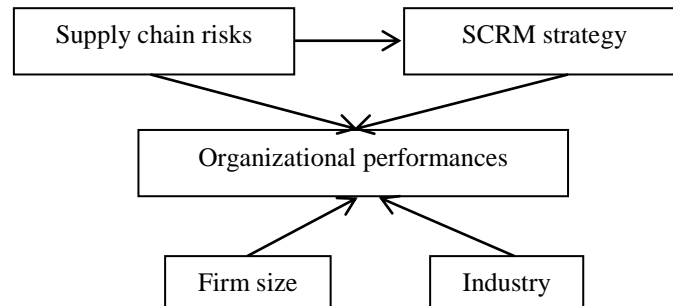 Supply chain risks
SCRM strategy
Organizational performances
Firm size
Industry